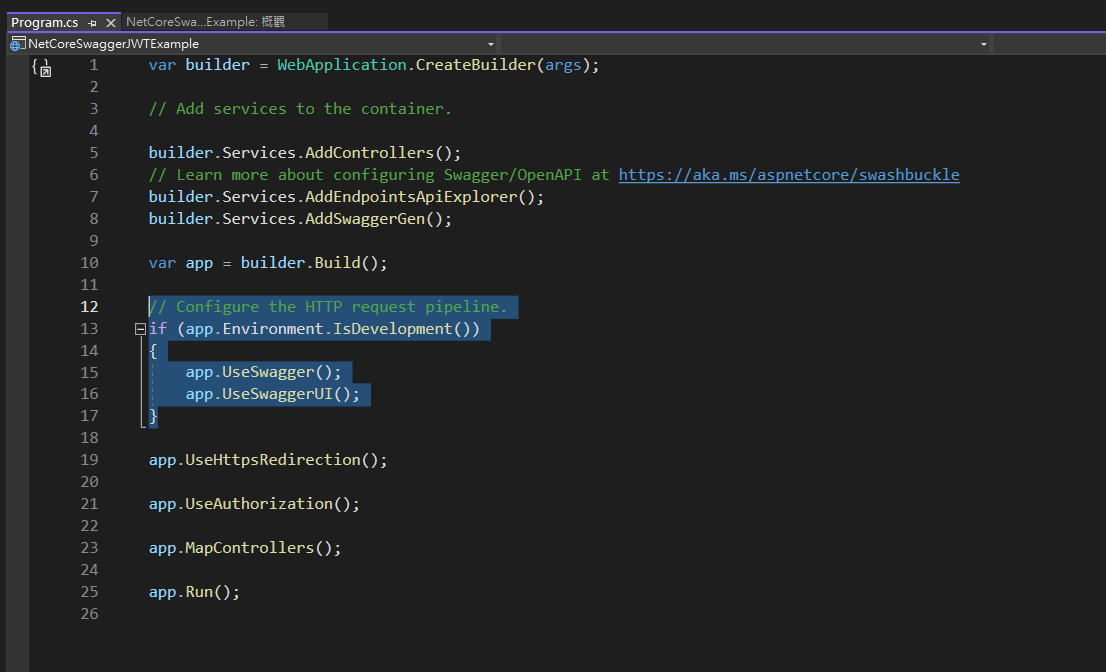 Program.cs
NetCoreSwa...Example: 概觀
NetCoreSwaggerJWTExample
1 var builder = WebApplication.CreateBuilder(args);
2
3 // Add services to the container.
4
5 builder.Services.AddControllers();
6 // Learn more about configuring Swagger/OpenAPI at https://aka.ms/aspnetcore/swashbuckle
7 builder.Services.AddEndpointsApiExplorer();
8 builder.Services.AddSwaggerGen();
9
10 var app = builder.Build();
11
12 // Configure the HTTP request pipeline.
13 if (app.Environment.IsDevelopment())
14 {
15 app.UseSwagger();
16 app.UseSwaggerUI();
17 }
18
19 app.UseHttpsRedirection();
20
21 app.UseAuthorization();
22
23 app.MapControllers();
24
25 app.Run();
26